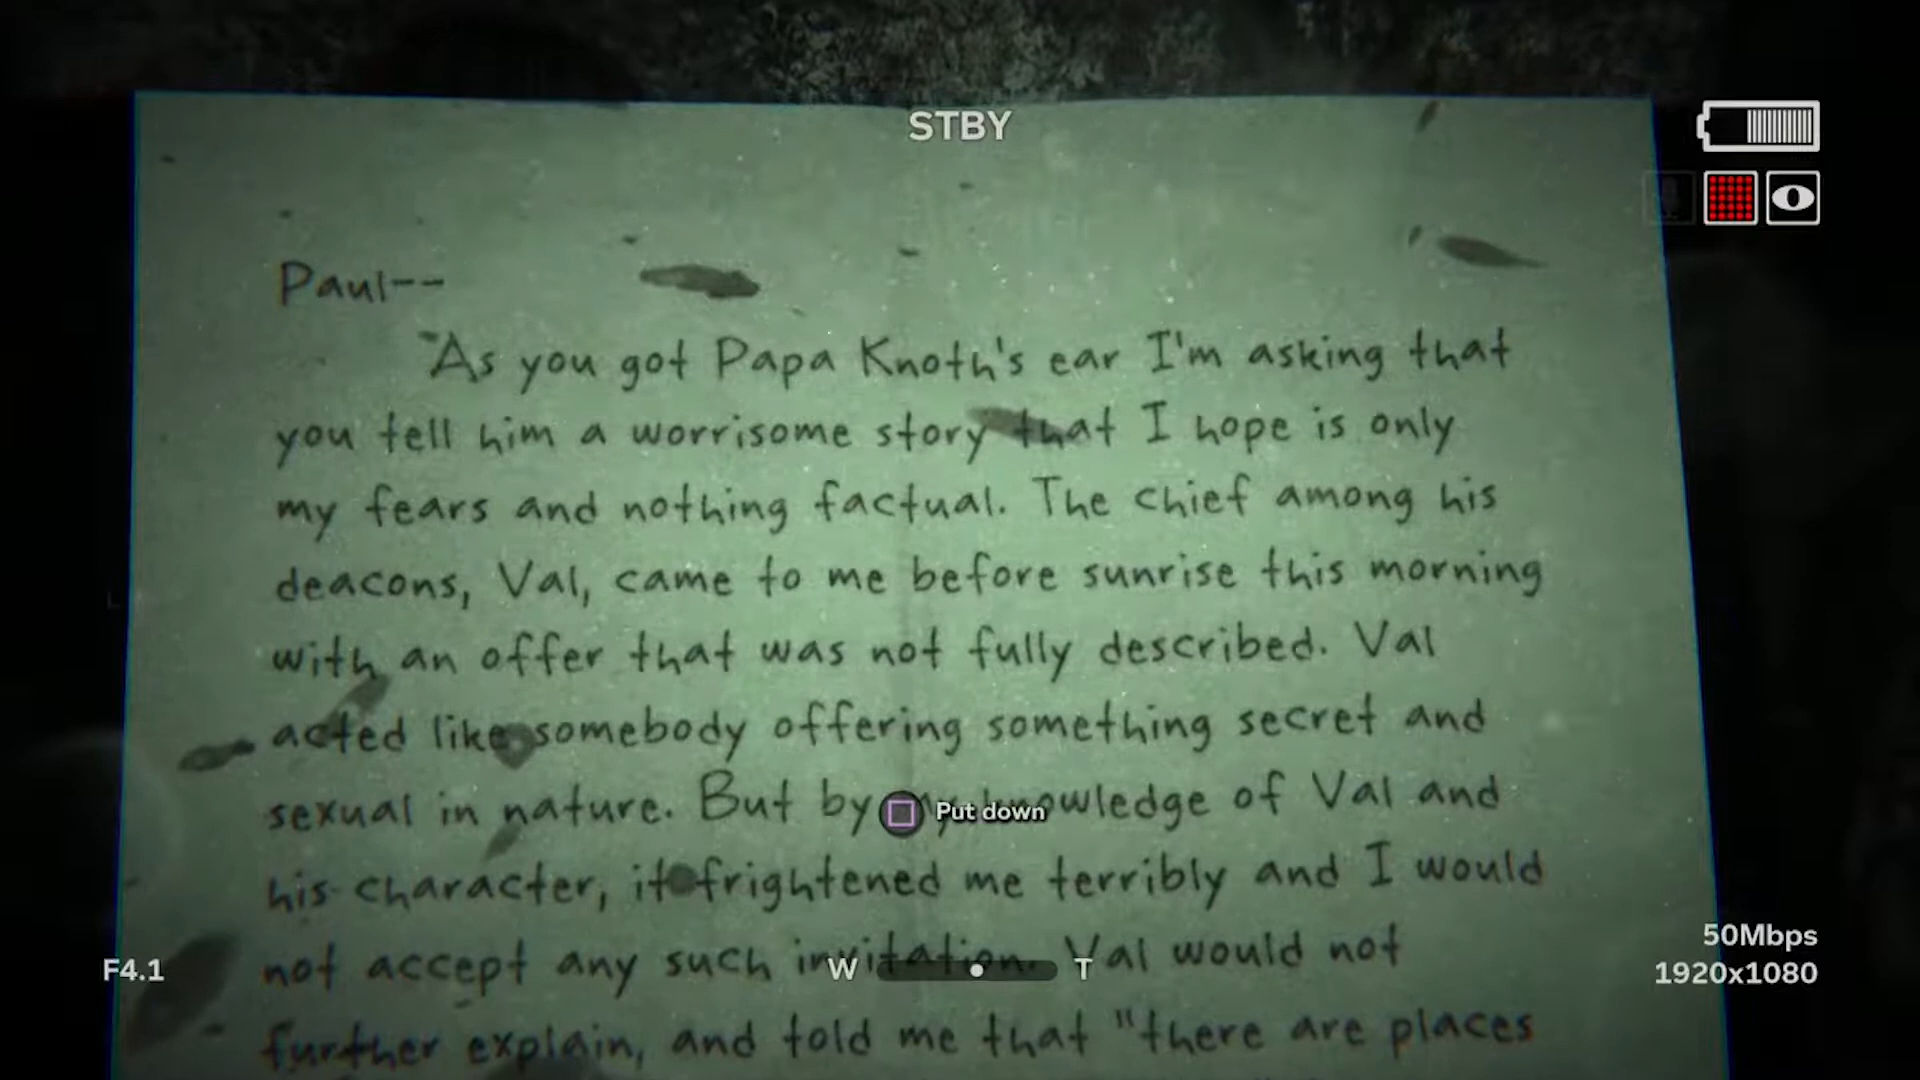 STBY
Paul--
As you got Papa Knoth's ear I'm asking that
you tell him a worrisome story that I hope is only
my fears and nothing factual. The chief among his
deacons, Val, came to me before sunrise this morning
with an offer that was not fully described. Val
acted like somebody offering something secret and
sexual in nature. But by knowledge of Val and
Put down
his character, it frightened me terribly and I would
not accept any such invitation. Val would not
further explain, and told me that "there are places
F4.1
W T
50Mbps
1920x1080